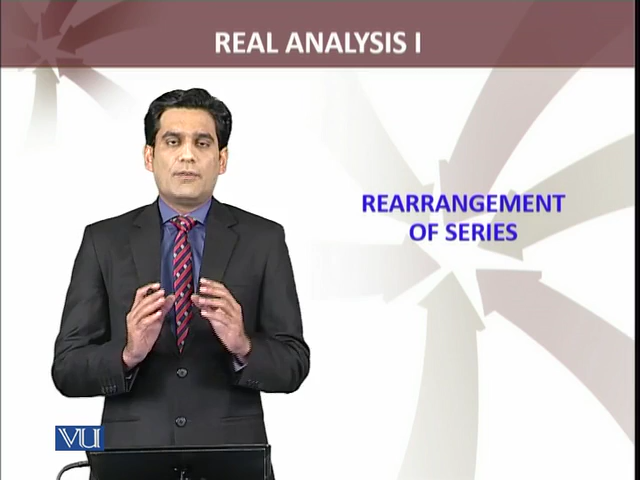 REAL ANALYSIS I
REARRANGEMENT
OF SERIES
VU